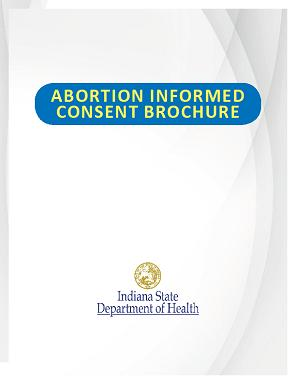 ABORTION INFORMED
CONSENT BROCHURE
Indiana State
Department of Health